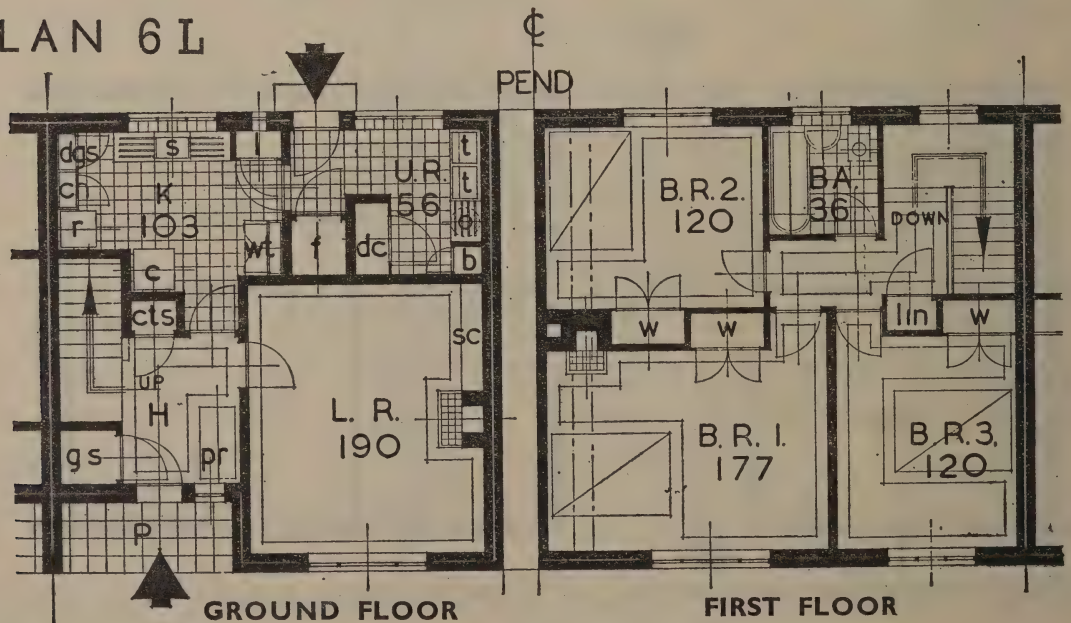 LAN 6L
℄
PEND
dgs
s
l
t
ch
K
U.R.
t
r
103
56
wt
f
dc
b
c
cts
sc
UP
H
L. R.
190
gs
pr
P
GROUND FLOOR
B.R.2.
120
BA
36
DOWN
w
w
lin
w
B.R.1.
177
B.R.3.
120
FIRST FLOOR